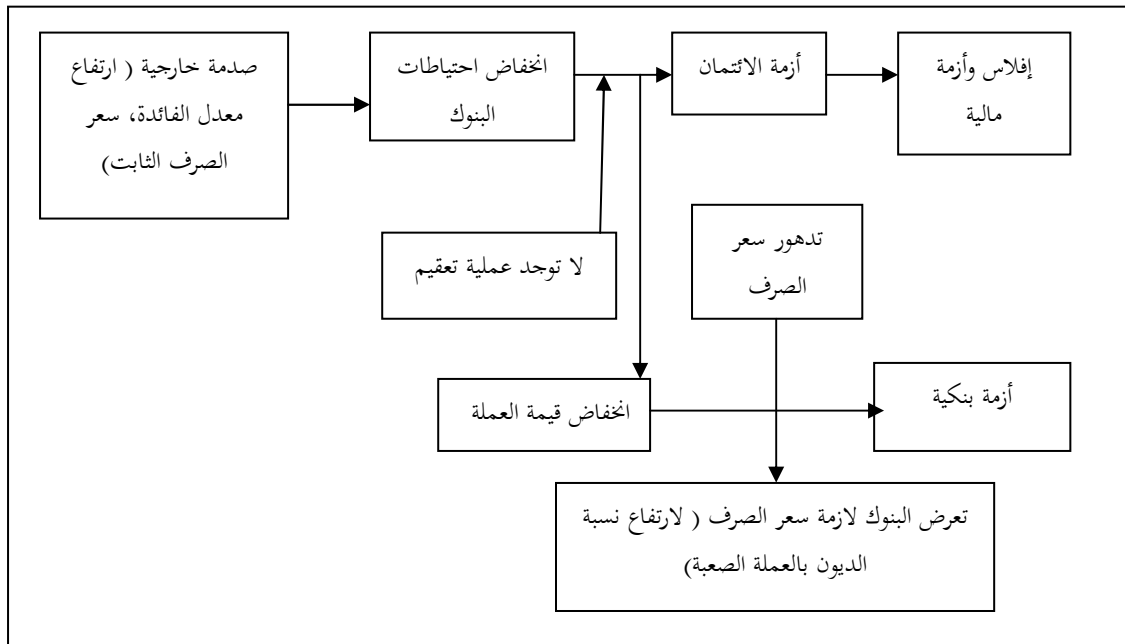 صدمة خارجية ( ارتفاع
معدل الفائدة، سعر
الصرف الثابت)
انخفاض احتياطات
البنوك
أزمة الائتمان
إفلاس وأزمة
مالية
لا توجد عملية تعقيم
تدهور سعر
الصرف
انخفاض قيمة العملة
أزمة بنكية
تعرض البنوك لازمة سعر الصرف ( لارتفاع نسبة
الديون بالعملة الصعبة)